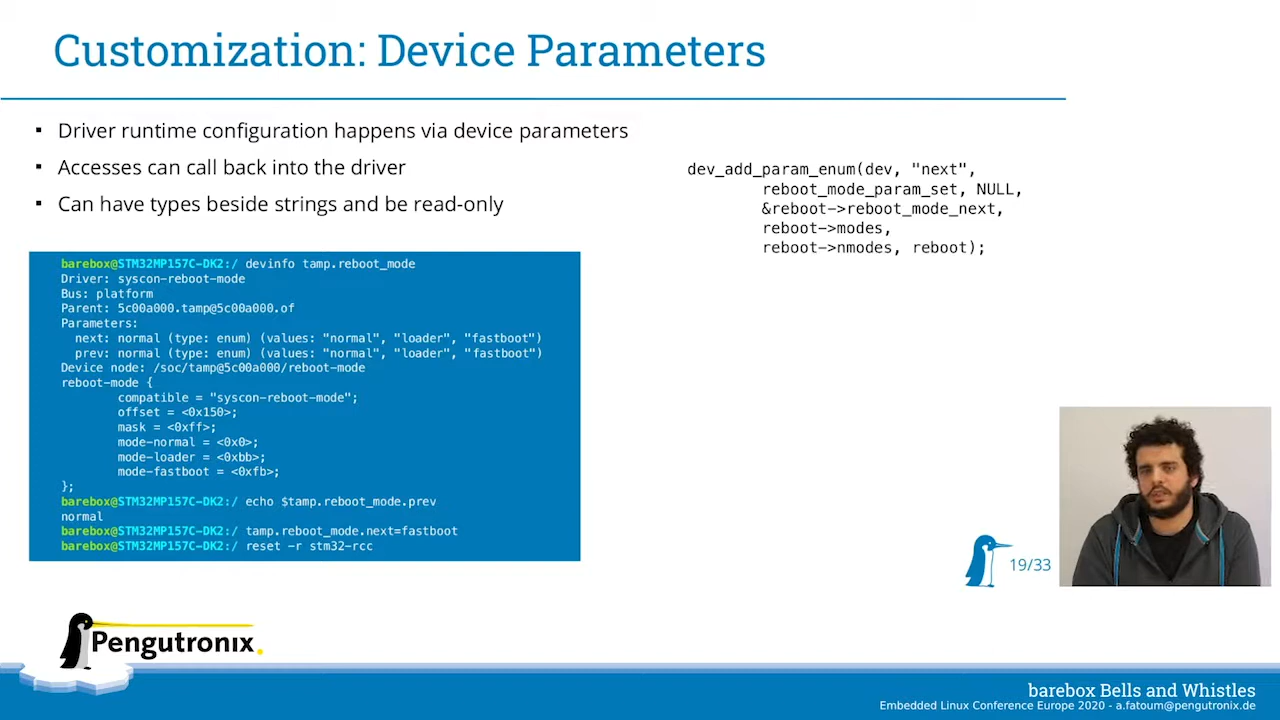 Customization: Device Parameters
▪ Driver runtime configuration happens via device parameters
▪ Accesses can call back into the driver
▪ Can have types beside strings and be read-only
dev_add_param_enum(dev, "next",
reboot_mode_param_set, NULL,
&reboot->reboot_mode_next,
reboot->modes,
reboot->nmodes, reboot);
barebox@STM32MP157C-DK2:/ devinfo tamp.reboot_mode
Driver: syscon-reboot-mode
Bus: platform
Parent: 5c00a000.tamp@5c00a000.of
Parameters:
next: normal (type: enum) (values: "normal", "loader", "fastboot")
prev: normal (type: enum) (values: "normal", "loader", "fastboot")
Device node: /soc/tamp@5c00a000/reboot-mode
reboot-mode {
compatible = "syscon-reboot-mode";
offset = <0x150>;
mask = <0xff>;
mode-normal = <0x0>;
mode-loader = <0xbb>;
mode-fastboot = <0xfb>;
};
barebox@STM32MP157C-DK2:/ echo $tamp.reboot_mode.prev
normal
barebox@STM32MP157C-DK2:/ tamp.reboot_mode.next=fastboot
barebox@STM32MP157C-DK2:/ reset -r stm32-rcc
19/33
Pengutronix
barebox Bells and Whistles
Embedded Linux Conference Europe 2020 - a.fatoum@pengutronix.de